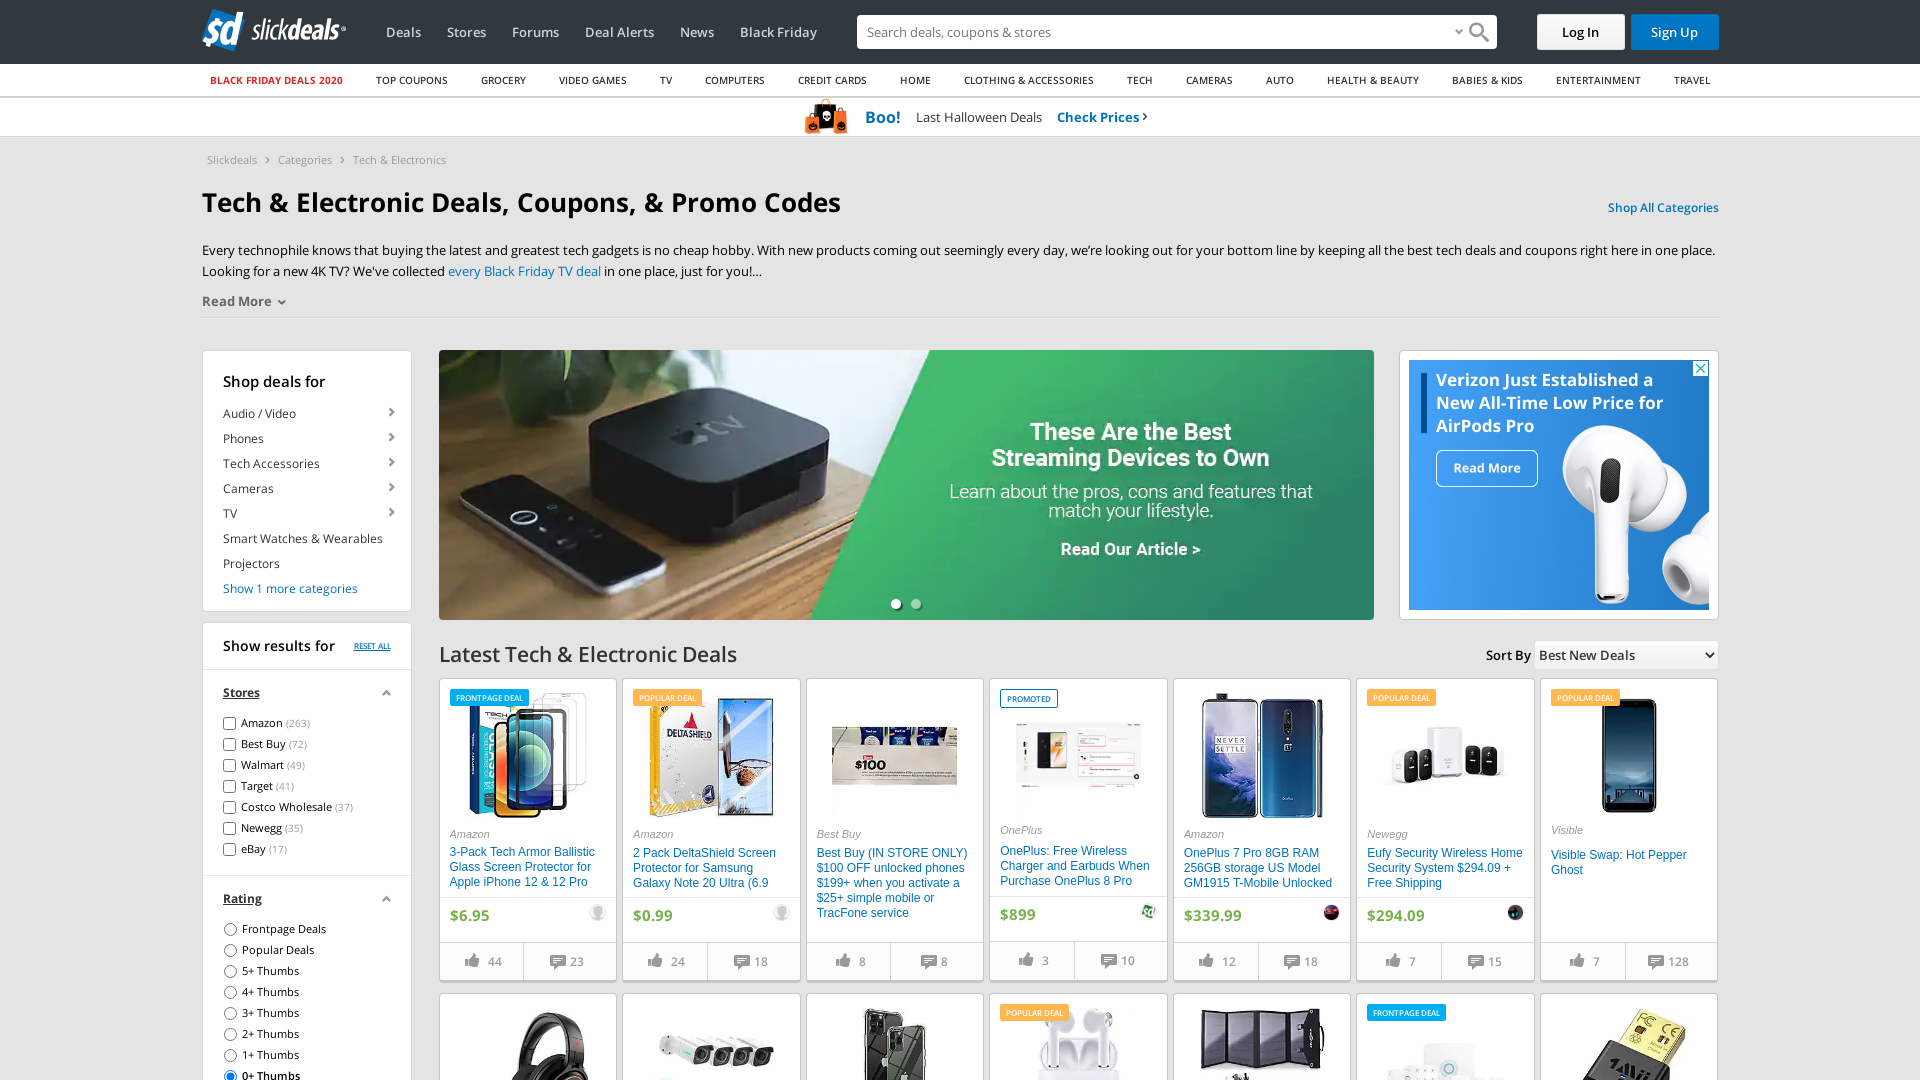 slickdeals
Deals
Stores
Forums
Deal Alerts
News
Black Friday
Search deals, coupons & stores
Log In
Sign Up
BLACK FRIDAY DEALS 2020
TOP COUPONS
GROCERY
VIDEO GAMES
TV
COMPUTERS
CREDIT CARDS
HOME
CLOTHING & ACCESSORIES
TECH
CAMERAS
AUTO
HEALTH & BEAUTY
BABIES & KIDS
ENTERTAINMENT
TRAVEL
Boo! Last Halloween Deals Check Prices
Slickdeals > Categories > Tech & Electronics
Tech & Electronic Deals, Coupons, & Promo Codes
Shop All Categories
Every technophile knows that buying the latest and greatest tech gadgets is no cheap hobby. With new products coming out seemingly every day, we’re looking out for your bottom line by keeping all the best tech deals and coupons right here in one place.
Looking for a new 4K TV? We've collected every Black Friday TV deal in one place, just for you!…
Read More
Shop deals for
Audio / Video
Phones
Tech Accessories
Cameras
TV
Smart Watches & Wearables
Projectors
Show 1 more categories
Show results for
RESET ALL
Stores
Amazon (263)
Best Buy (72)
Walmart (49)
Target (41)
Costco Wholesale (37)
Newegg (35)
eBay (17)
Rating
Frontpage Deals
Popular Deals
5+ Thumbs
4+ Thumbs
3+ Thumbs
2+ Thumbs
1+ Thumbs
0+ Thumbs
tv
These Are the Best
Streaming Devices to Own
Learn about the pros, cons and features that
match your lifestyle.
Read Our Article >
Verizon Just Established a
New All-Time Low Price for
AirPods Pro
Read More
Latest Tech & Electronic Deals
Sort By
Best New Deals
FRONTPAGE DEAL
Amazon
3-Pack Tech Armor Ballistic
Glass Screen Protector for
Apple iPhone 12 & 12 Pro
$6.95
44
23
POPULAR DEAL
DELTASHIELD
Amazon
2 Pack DeltaShield Screen
Protector for Samsung
Galaxy Note 20 Ultra (6.9
$0.99
24
18
$100
Best Buy
Best Buy (IN STORE ONLY)
$100 OFF unlocked phones
$199+ when you activate a
$25+ simple mobile or
TracFone service
8
8
PROMOTED
OnePlus
OnePlus: Free Wireless
Charger and Earbuds When
Purchase OnePlus 8 Pro
$899
3
10
NEVER
SETTLE
Amazon
OnePlus 7 Pro 8GB RAM
256GB storage US Model
GM1915 T-Mobile Unlocked
$339.99
12
18
POPULAR DEAL
Newegg
Eufy Security Wireless Home
Security System $294.09 +
Free Shipping
$294.09
7
15
POPULAR DEAL
Visible
Visible Swap: Hot Pepper
Ghost
7
128
POPULAR DEAL
FRONTPAGE DEAL